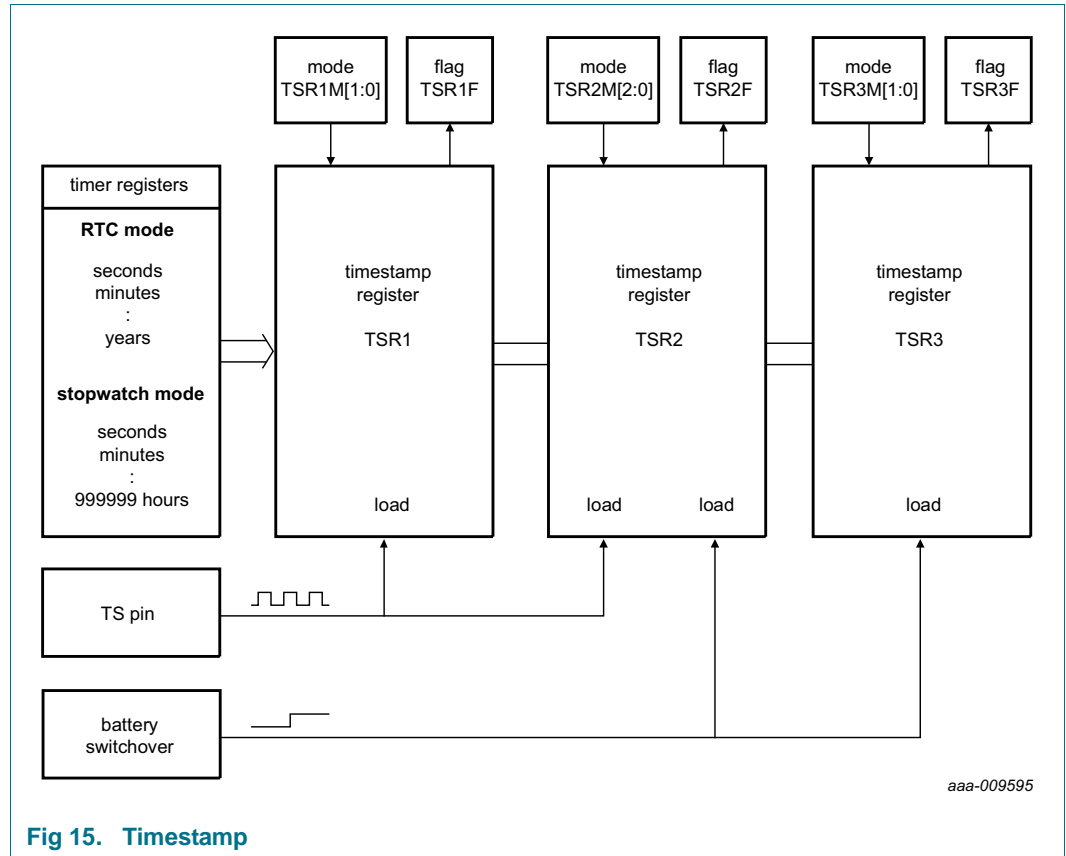 mode
TSR1M[1:0]
flag
TSR1F
mode
TSR2M[2:0]
flag
TSR2F
mode
TSR3M[1:0]
flag
TSR3F
timer registers
RTC mode
seconds
minutes
:
years
stopwatch mode
seconds
minutes
:
999999 hours
timestamp
register
TSR1
load
timestamp
register
TSR2
load
load
timestamp
register
TSR3
load
TS pin
battery
switchover
aaa-009595
Fig 15. Timestamp